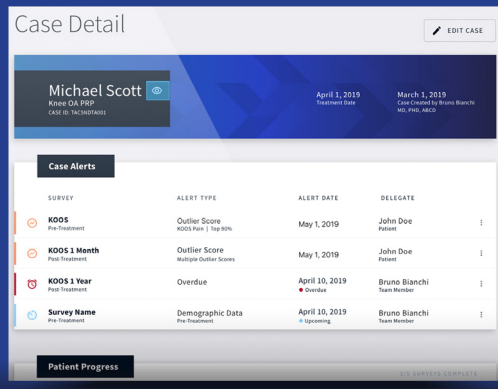 Case Detail
EDIT CASE
Michael Scott
Knee OA PRP
CASE ID: TAC5NDTA001
April 1, 2019
Treatment Date
March 1, 2019
Case Created by Bruno Bianchi
MD, PHD, ABCD
Case Alerts
SURVEY ALERT TYPE ALERT DATE DELEGATE
KOOS Outlier Score May 1, 2019 John Doe
Pre-Treatment KOOS Pain | Top 90% Patient
KOOS 1 Month Outlier Score May 1, 2019 John Doe
Post-Treatment Multiple Outlier Scores Patient
KOOS 1 Year Overdue April 10, 2019 Bruno Bianchi
Post-Treatment Overdue Team Member
Survey Name Demographic Data April 10, 2019 Bruno Bianchi
Pre-Treatment Pre-Treatment Upcoming Team Member
Patient Progress
3/5 SURVEYS COMPLETE